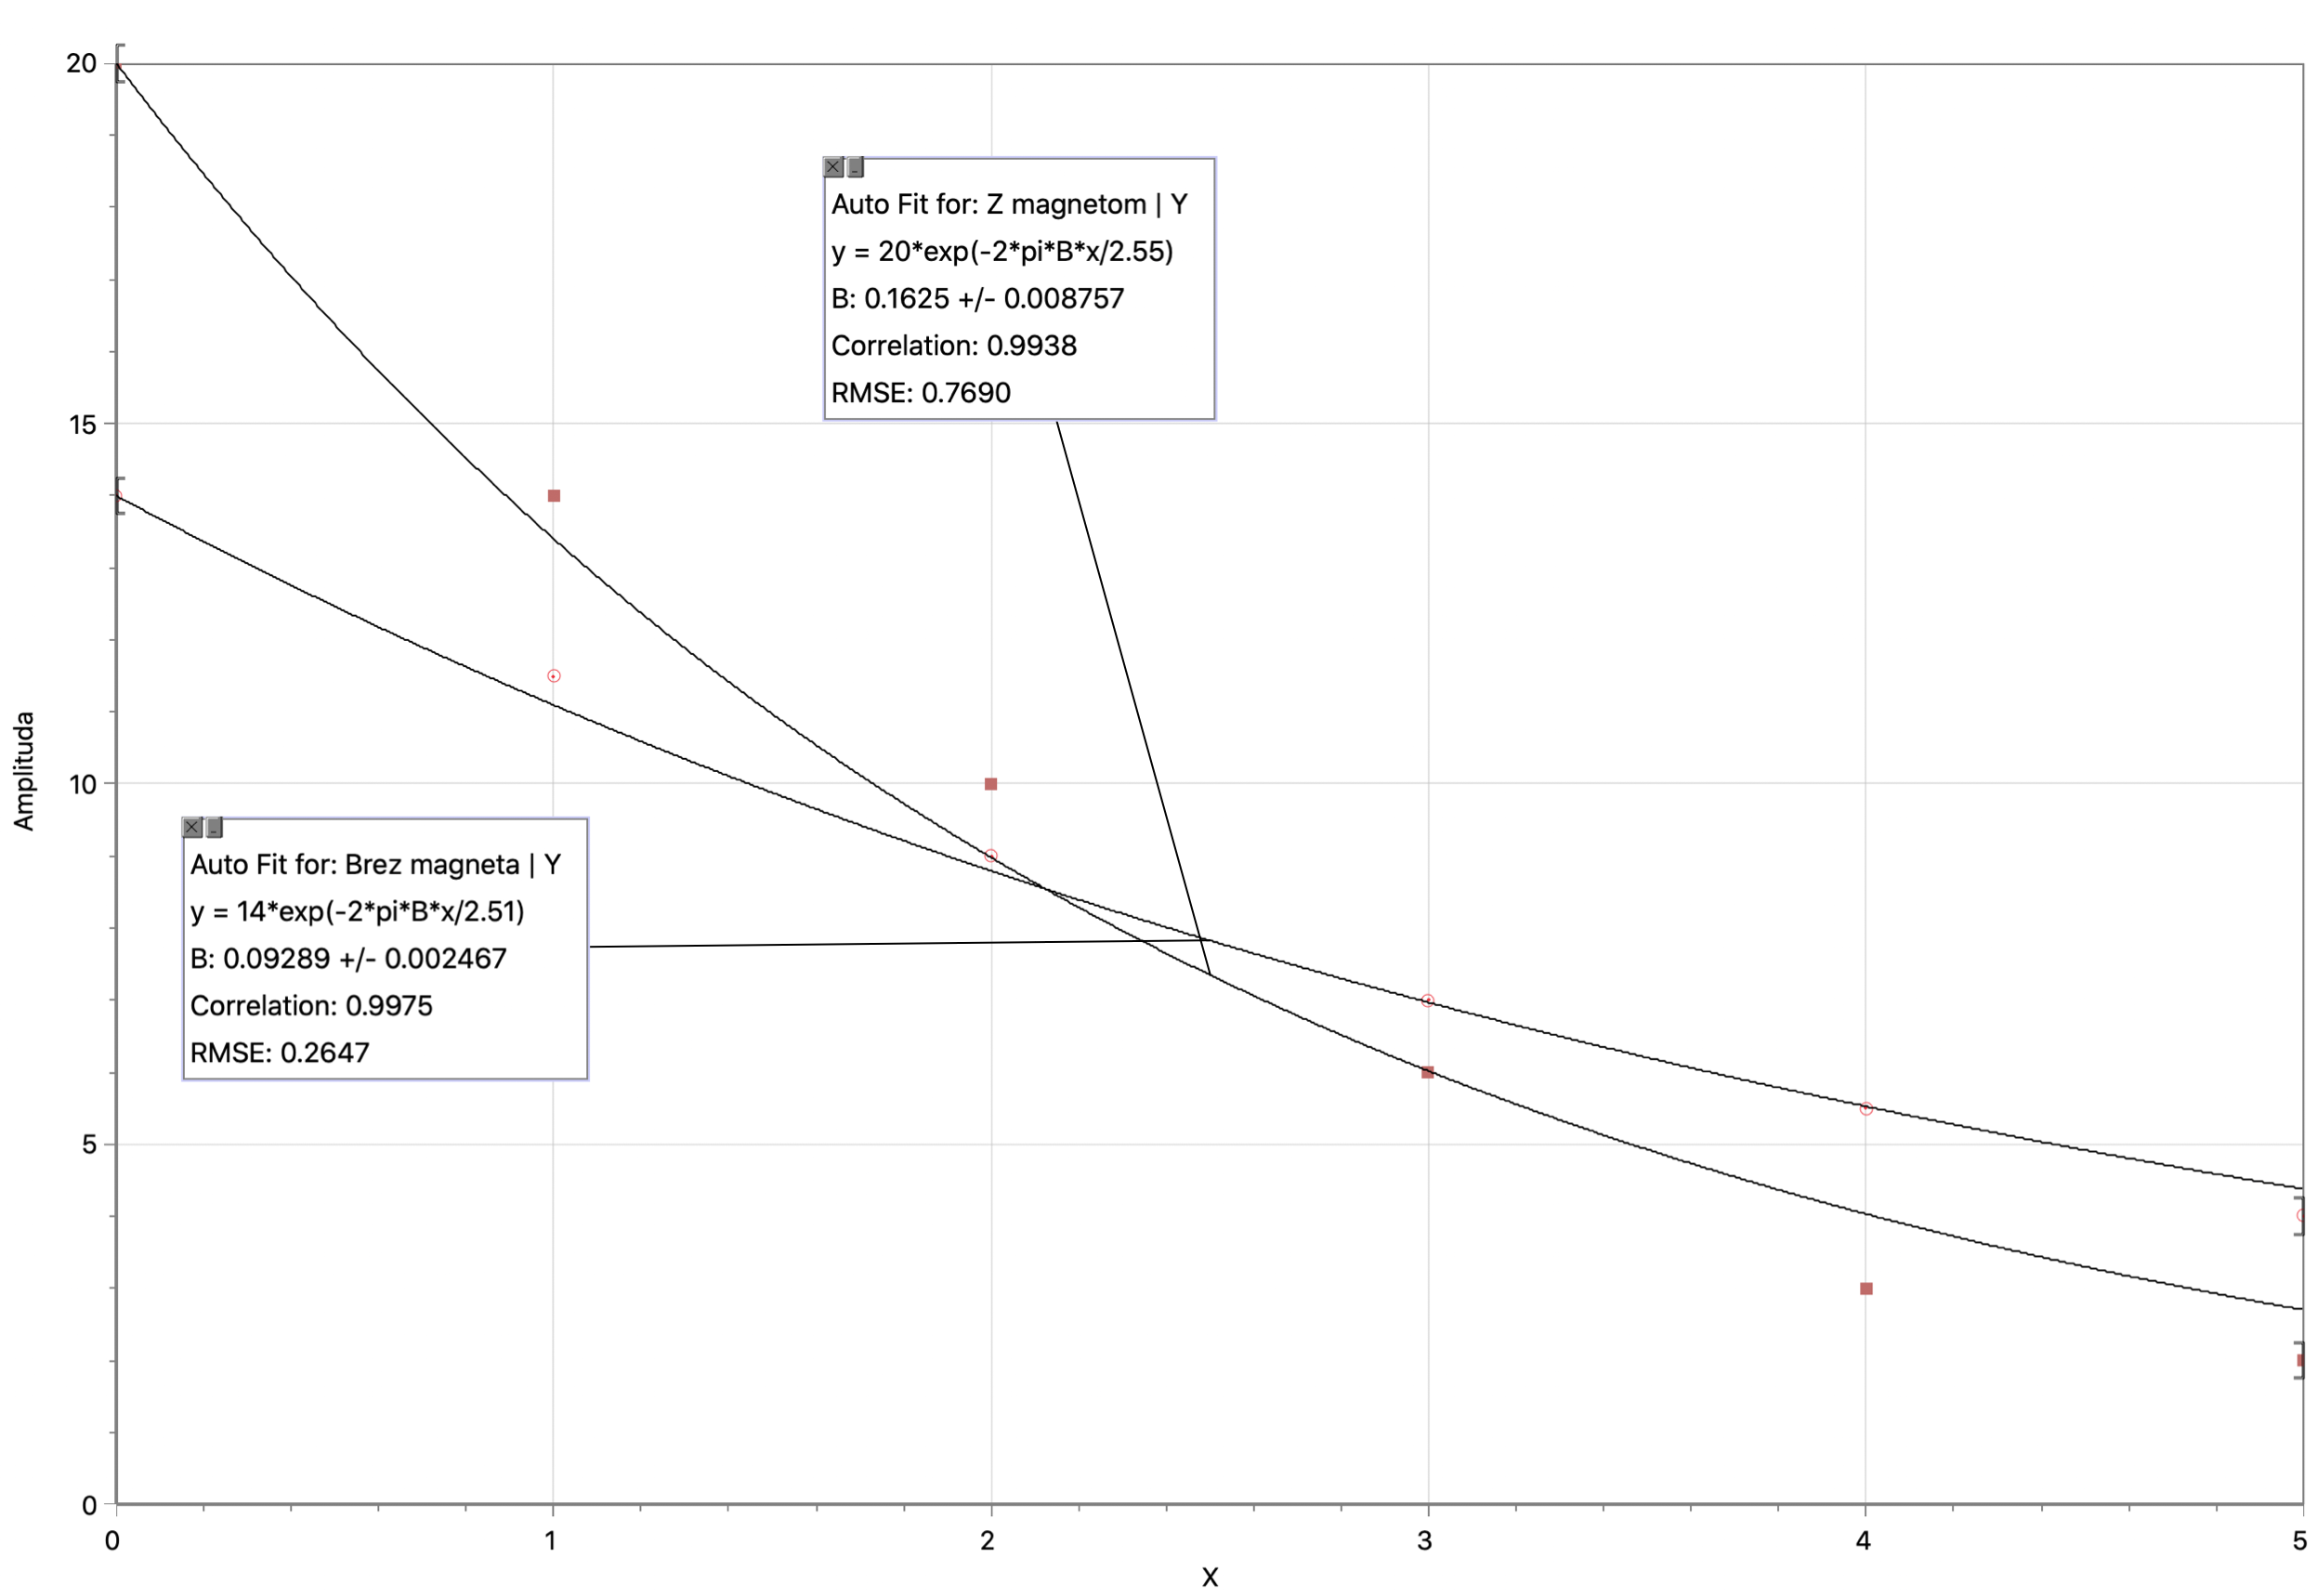 20
Auto Fit for: Z magnetom | Y
y = 20*exp(-2*pi*B*x/2.55)
B: 0.1625 +/- 0.008757
Correlation: 0.9938
RMSE: 0.7690
15
Amplituda
10
Auto Fit for: Brez magneta | Y
y = 14*exp(-2*pi*B*x/2.51)
B: 0.09289 +/- 0.002467
Correlation: 0.9975
RMSE: 0.2647
5
0
0 1 2 3 4 5
X